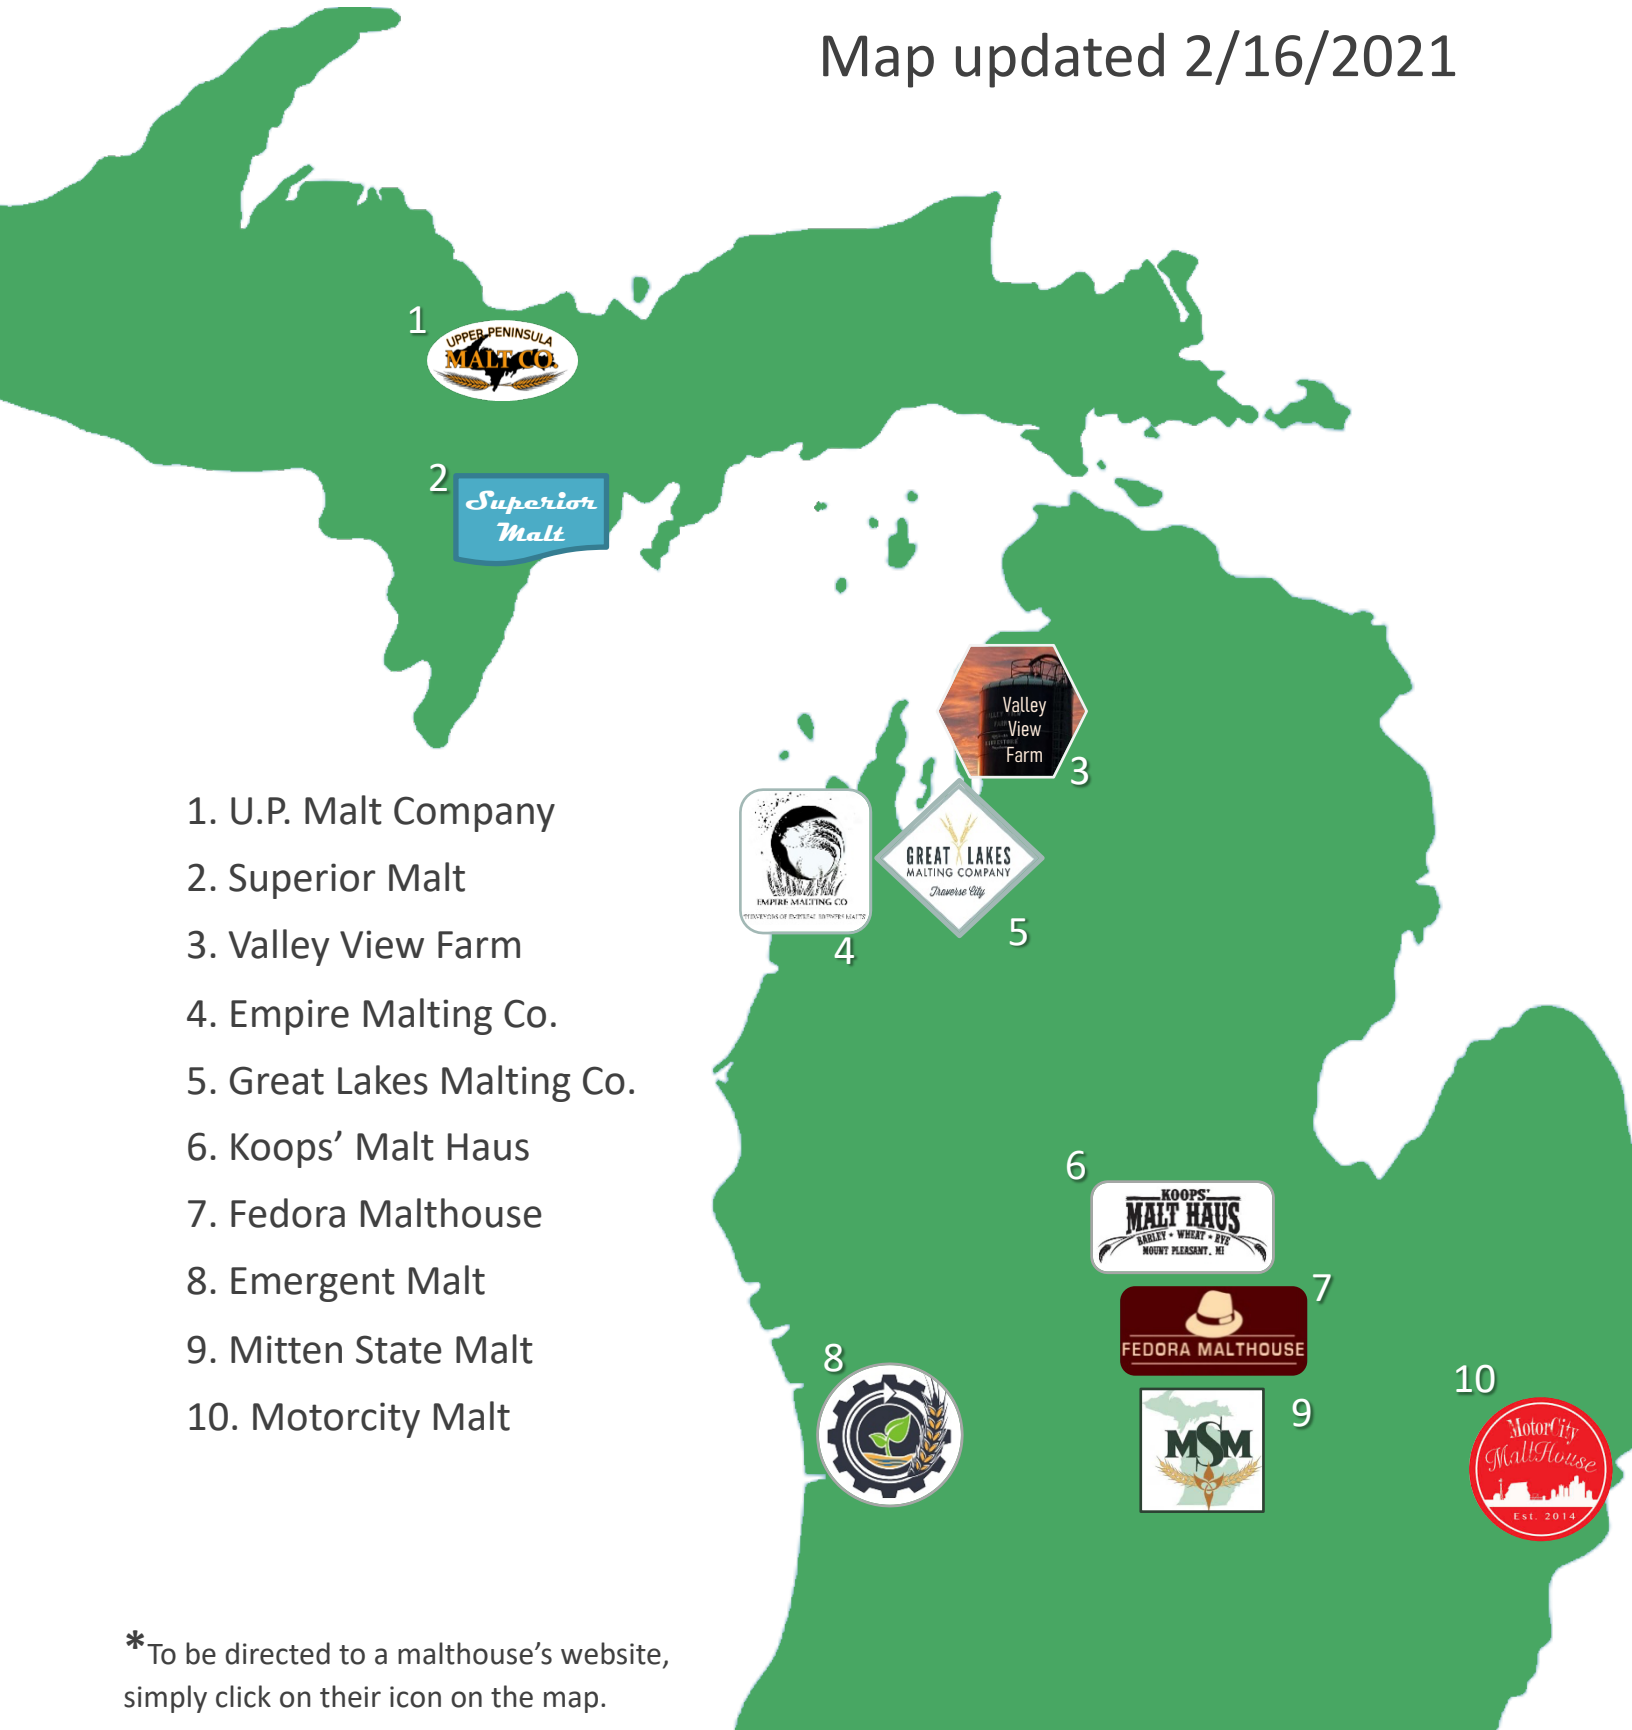 Map updated 2/16/2021
1
UPPER PENINSULA
MALT CO.
2
Superior
Malt
Valley
View
Farm
3
EMPIRE MALTING CO
4
GREAT LAKES
MALTING COMPANY
Traverse City
5
1. U.P. Malt Company
2. Superior Malt
3. Valley View Farm
4. Empire Malting Co.
5. Great Lakes Malting Co.
6. Koops’ Malt Haus
7. Fedora Malthouse
8. Emergent Malt
9. Mitten State Malt
10. Motorcity Malt
6
KOOPS'
MALT HAUS
BARLEY • WHEAT • RYE
MOUNT PLEASANT, MI
7
FEDORA MALTHOUSE
8
9
MSM
10
MotorCity
MaltHouse
Est. 2014
*To be directed to a malthouse’s website,
simply click on their icon on the map.